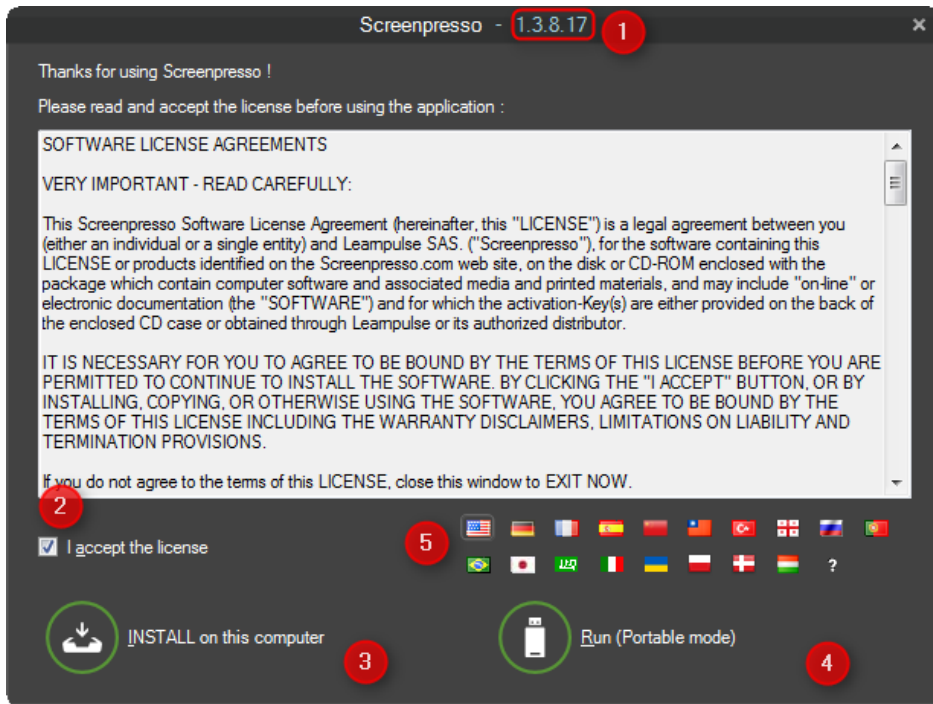 Screenpresso - 1.3.8.17
1
Thanks for using Screenpresso !
Please read and accept the license before using the application :
SOFTWARE LICENSE AGREEMENTS
VERY IMPORTANT - READ CAREFULLY:
This Screenpresso Software License Agreement (hereinafter, this "LICENSE") is a legal agreement between you
(either an individual or a single entity) and Learnpulse SAS. ("Screenpresso"), for the software containing this
LICENSE or products identified on the Screenpresso.com web site, on the disk or CD-ROM enclosed with the
package which contain computer software and associated media and printed materials, and may include "on-line" or
electronic documentation (the "SOFTWARE") and for which the activation-Key(s) are either provided on the back of
the enclosed CD case or obtained through Learnpulse or its authorized distributor.
IT IS NECESSARY FOR YOU TO AGREE TO BE BOUND BY THE TERMS OF THIS LICENSE BEFORE YOU ARE
PERMITTED TO CONTINUE TO INSTALL THE SOFTWARE. BY CLICKING THE "I ACCEPT" BUTTON, OR BY
INSTALLING, COPYING, OR OTHERWISE USING THE SOFTWARE, YOU AGREE TO BE BOUND BY THE
TERMS OF THIS LICENSE INCLUDING THE WARRANTY DISCLAIMERS, LIMITATIONS ON LIABILITY AND
TERMINATION PROVISIONS.
If you do not agree to the terms of this LICENSE, close this window to EXIT NOW.
2
I accept the license
5
?
INSTALL on this computer
3
Run (Portable mode)
4